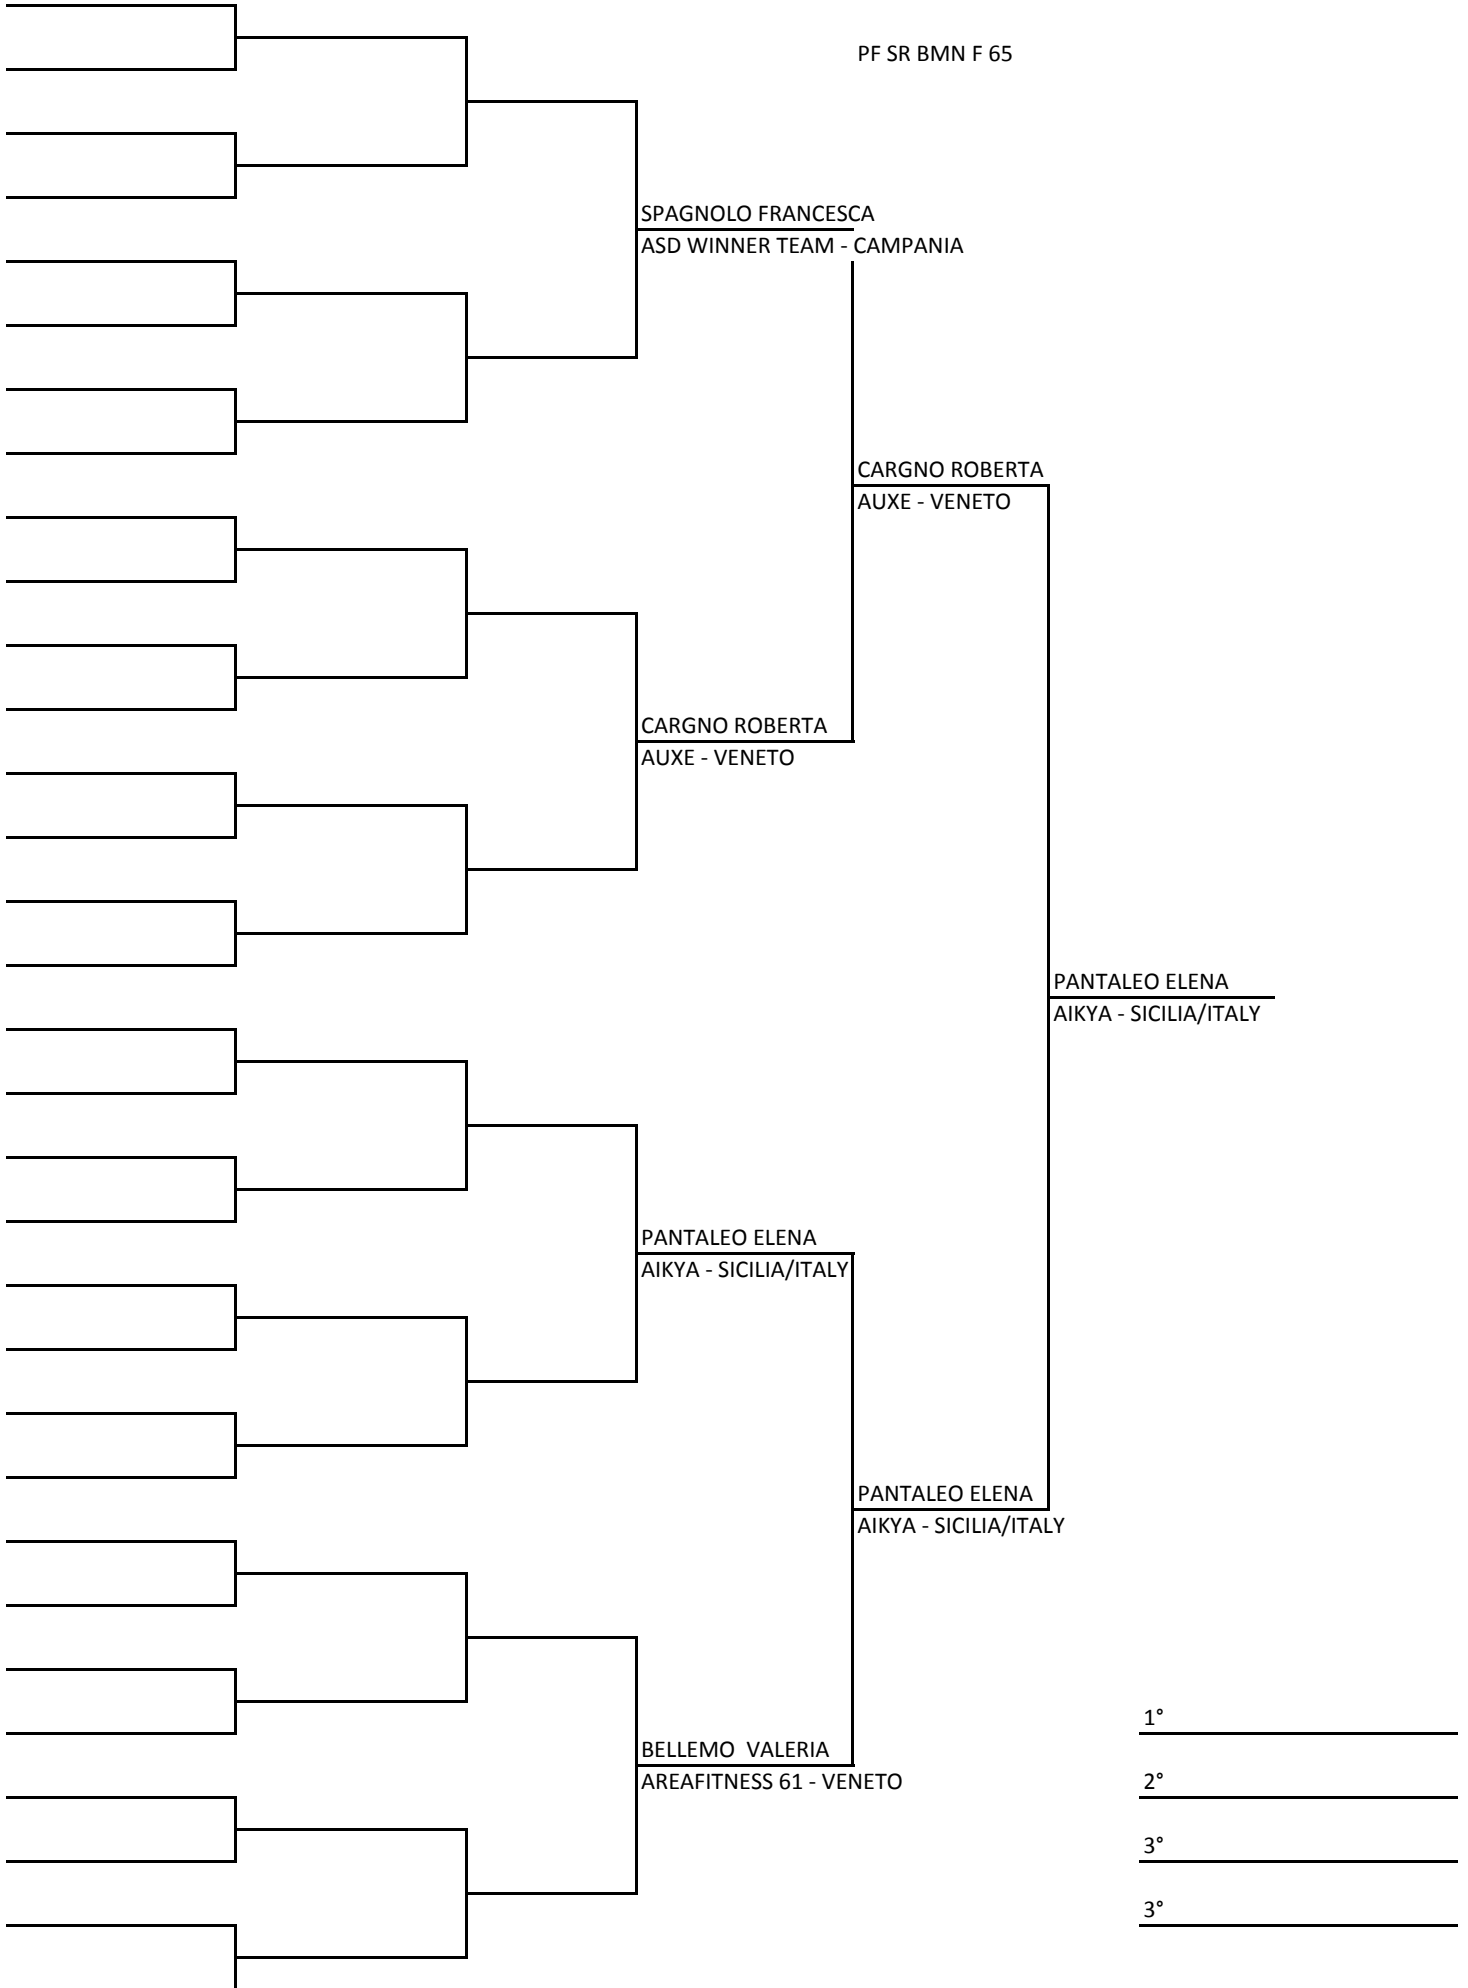 PF SR BMN F 65
SPAGNOLO FRANCESCA
ASD WINNER TEAM - CAMPANIA
CARGNO ROBERTA
AUXE - VENETO
CARGNO ROBERTA
AUXE - VENETO
PANTALEO ELENA
AIKYA - SICILIA/ITALY
PANTALEO ELENA
AIKYA - SICILIA/ITALY
PANTALEO ELENA
AIKYA - SICILIA/ITALY
1°
BELLEMO  VALERIA
AREAFITNESS 61 - VENETO
2°
3°
3°